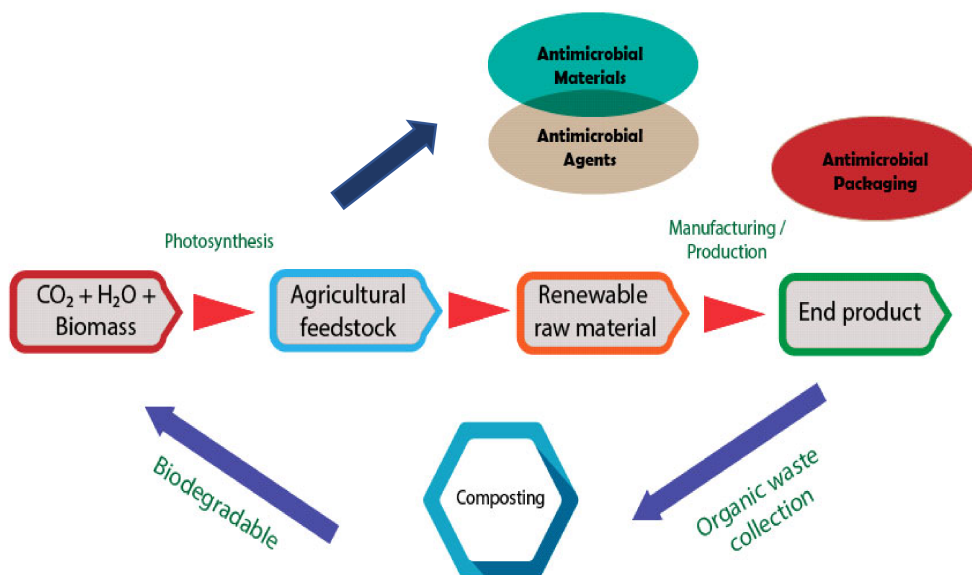 Antimicrobial
Materials
Antimicrobial
Agents
Antimicrobial
Packaging
Photosynthesis
Manufacturing /
Production
CO₂ + H₂O +
Biomass
Agricultural
feedstock
Renewable
raw material
End product
Biodegradable
Composting
Organic waste
collection